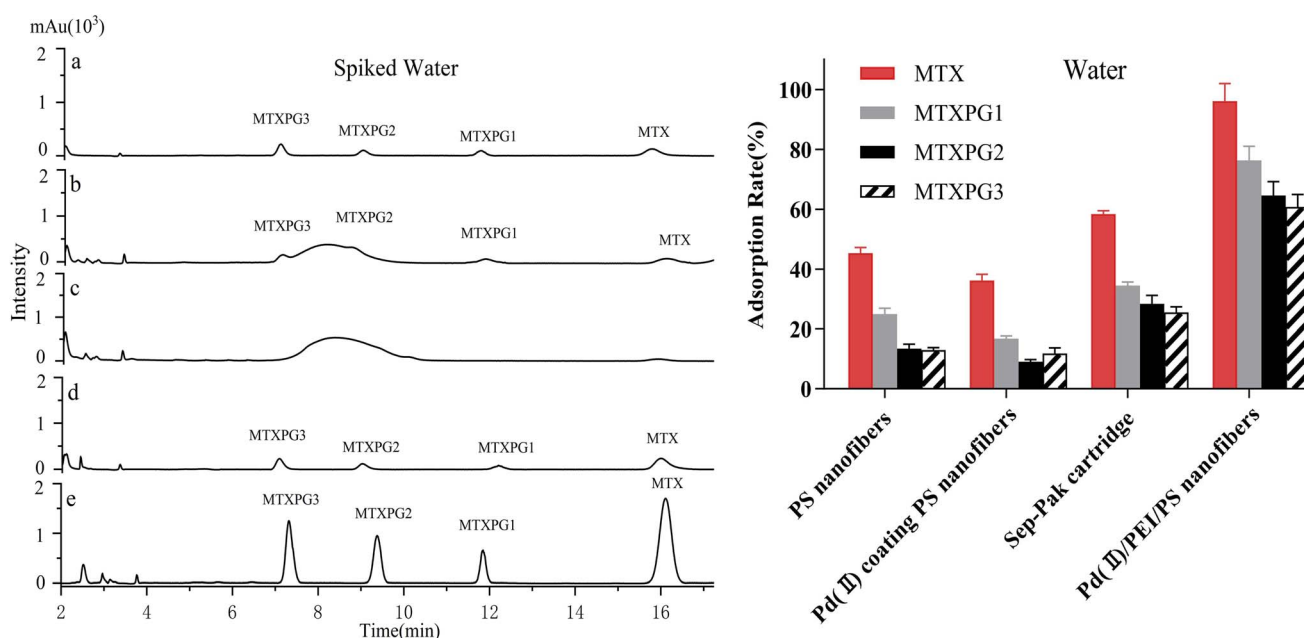 mAu(10³)
2
a
Spiked Water
1
MTXPG3
MTXPG2
MTXPG1
MTX
0
2
b
1
MTXPG3
MTXPG2
MTXPG1
MTX
0
2
c
1
0
2
d
1
MTXPG3
MTXPG2
MTXPG1
MTX
0
2
e
MTXPG3
MTXPG2
MTXPG1
MTX
1
0
2 4 6 8 10 12 14 16
Time(min)
Intensity
Water
MTX
MTXPG1
MTXPG2
MTXPG3
Adsorption Rate(%)
100
80
60
40
20
0
PS nanofibers
Pd(II) coating PS nanofibers
Sep-Pak cartridge
Pd(II)/PEI/PS nanofibers